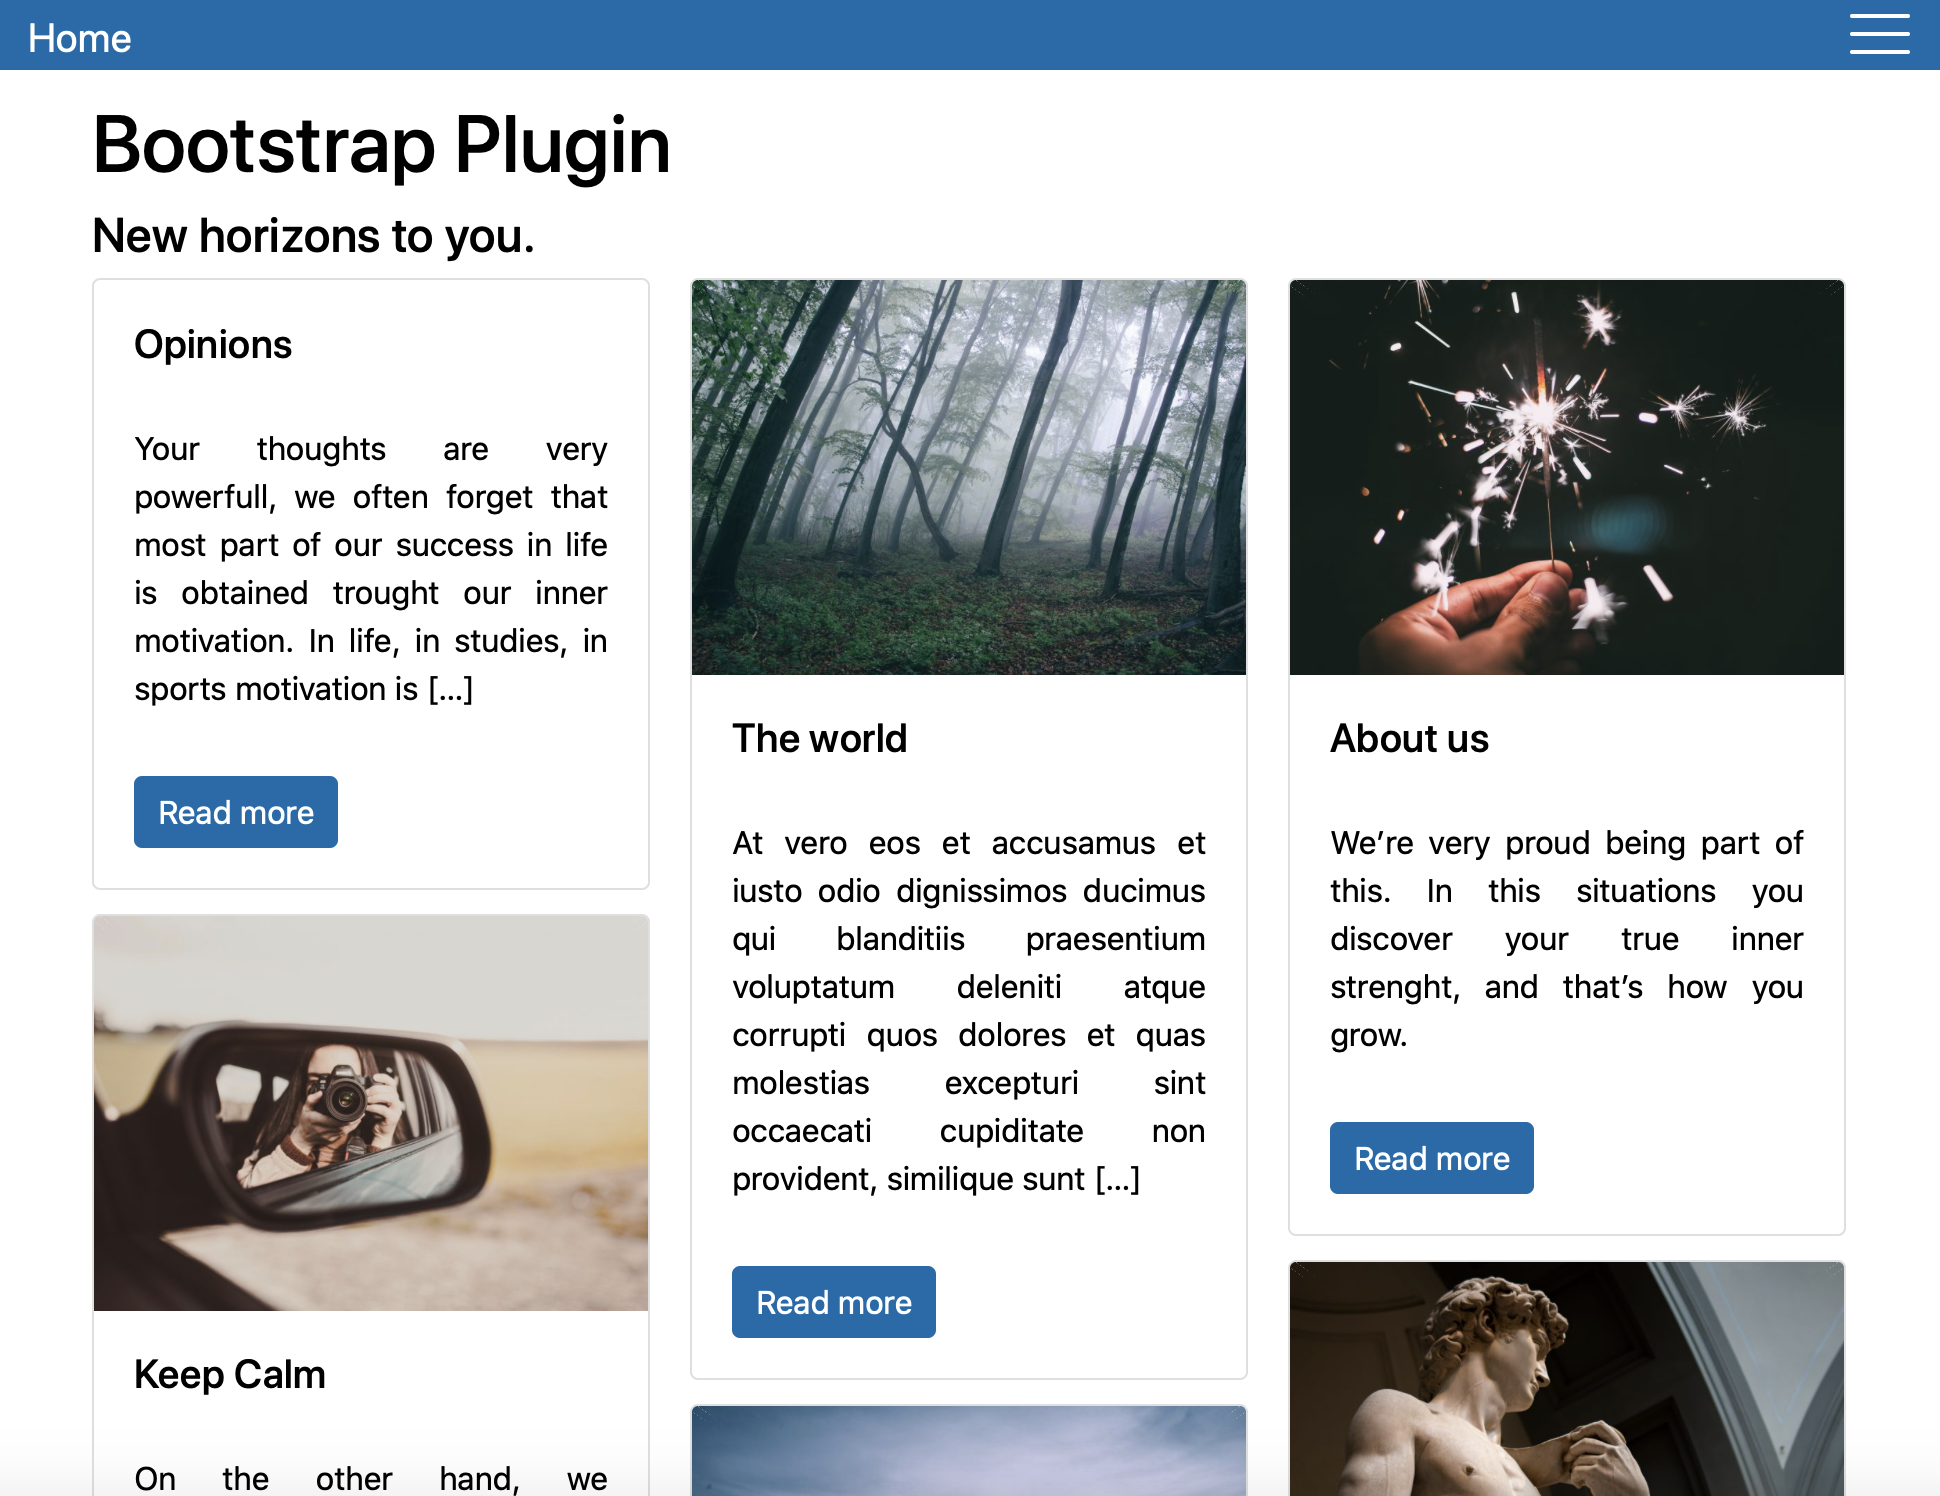 Home
Bootstrap Plugin
New horizons to you.
Opinions
Your thoughts are very
powerfull, we often forget that
most part of our success in life
is obtained trought our inner
motivation. In life, in studies, in
sports motivation is [...]
Read more
Keep Calm
On the other hand, we
The world
At vero eos et accusamus et
iusto odio dignissimos ducimus
qui blanditiis praesentium
voluptatum deleniti atque
corrupti quos dolores et quas
molestias excepturi sint
occaecati cupiditate non
provident, similique sunt [...]
Read more
About us
We’re very proud being part of
this. In this situations you
discover your true inner
strenght, and that’s how you
grow.
Read more